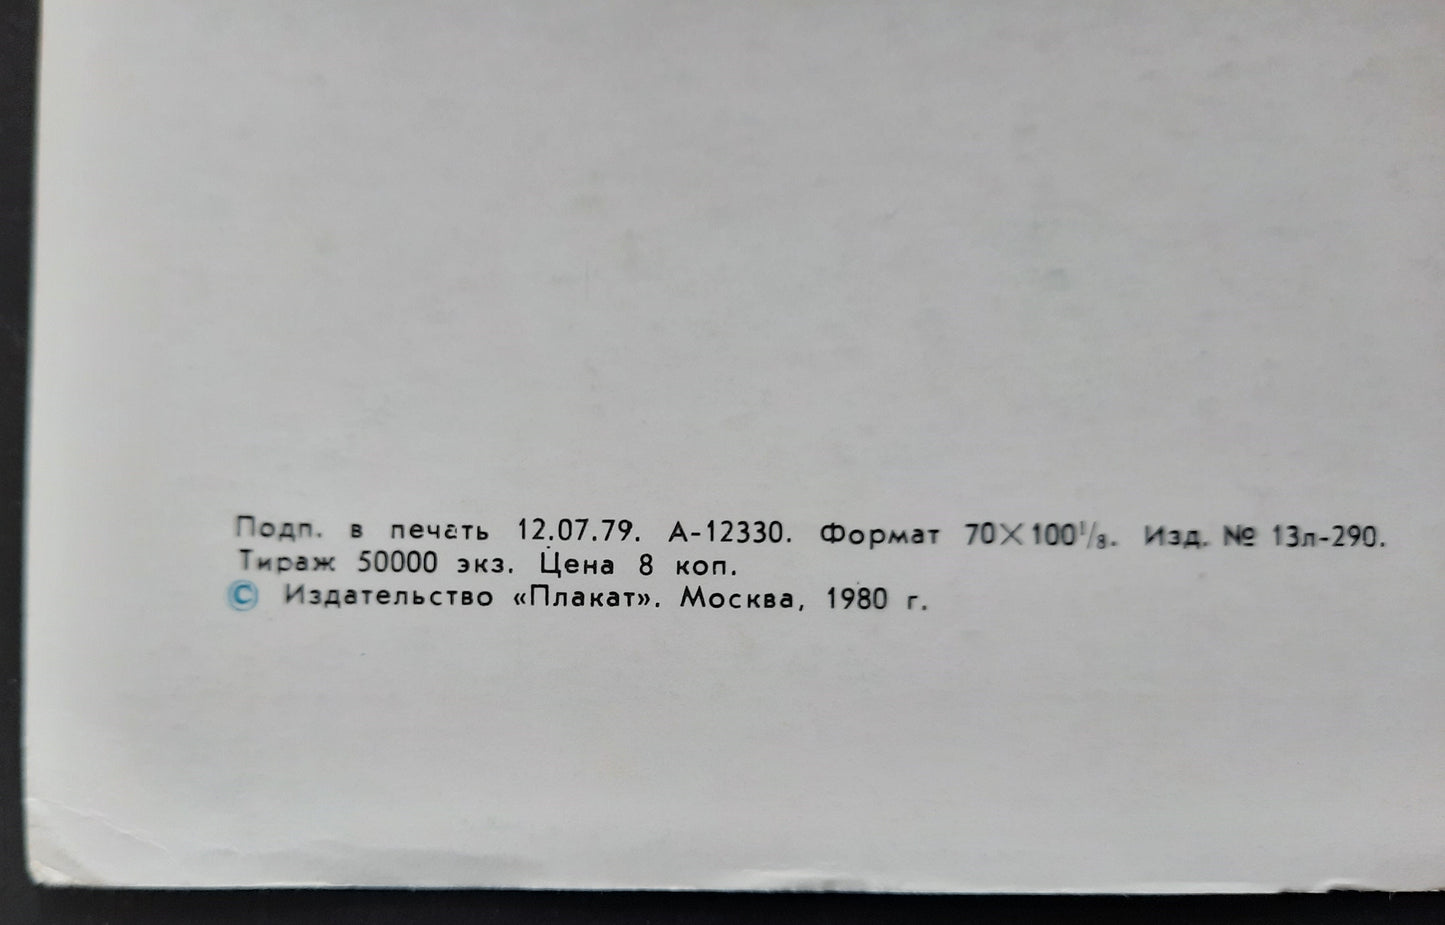 Подп. в печать 12.07.79. А-12330. Формат 70×100¹/₈. Изд. № 13л-290.
Тираж 50000 экз. Цена 8 коп.
© Издательство «Плакат». Москва, 1980 г.